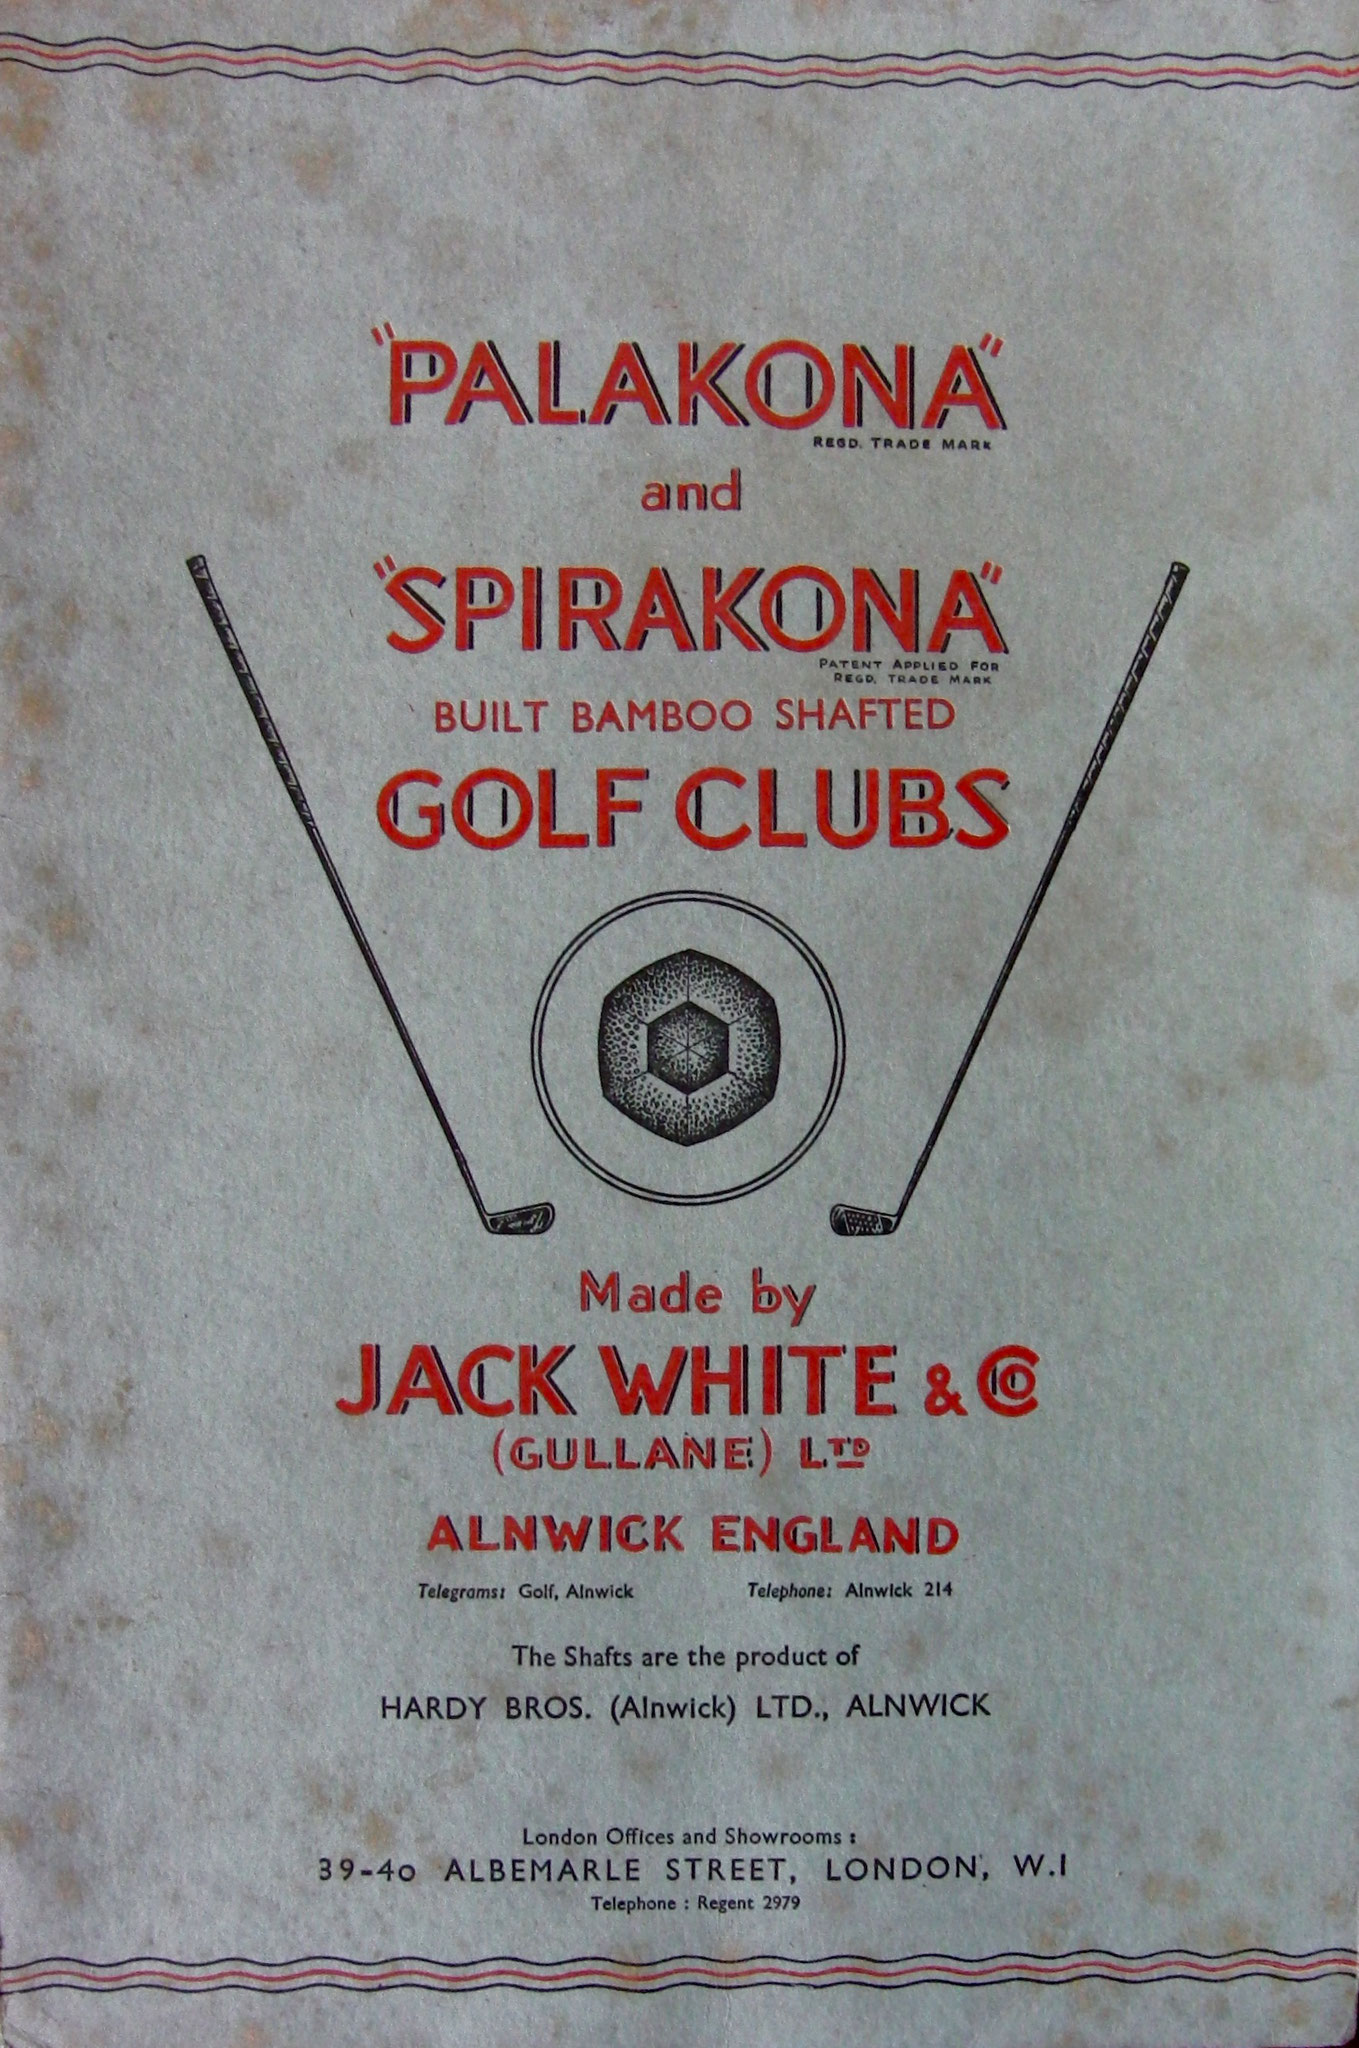 "PALAKONA"
REGD. TRADE MARK
and
"SPIRAKONA"
PATENT APPLIED FOR
REGD. TRADE MARK
BUILT BAMBOO SHAFTED
GOLF CLUBS
Made by
JACK WHITE & CO
(GULLANE) LTD
ALNWICK ENGLAND
Telegrams: Golf, Alnwick Telephone: Alnwick 214
The Shafts are the product of
HARDY BROS. (Alnwick) LTD., ALNWICK
London Offices and Showrooms:
39-40 ALBEMARLE STREET, LONDON, W.1
Telephone: Regent 2979